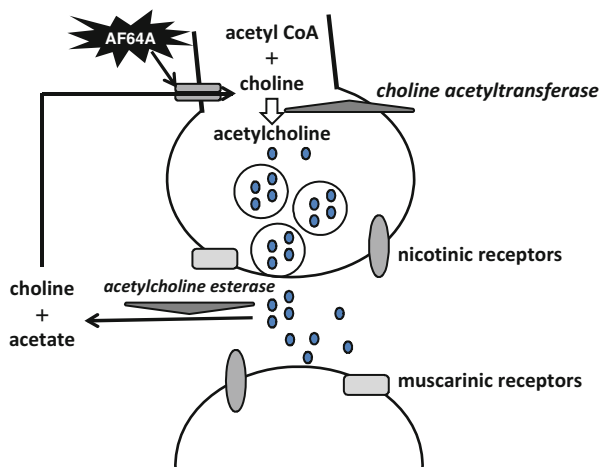 AF64A
acetyl CoA
+
choline
choline acetyltransferase
acetylcholine
nicotinic receptors
acetylcholine esterase
choline
+
acetate
muscarinic receptors